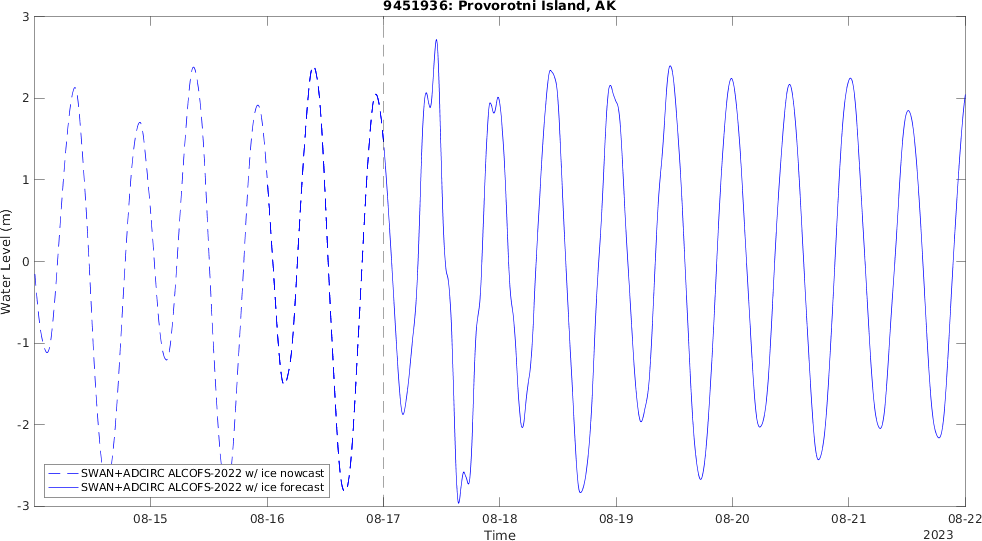 9451936: Provorotni Island, AK
3
2
1
0
-1
-2
-3
Water Level (m)
SWAN+ADCIRC ALCOFS-2022 w/ ice nowcast
SWAN+ADCIRC ALCOFS-2022 w/ ice forecast
08-15 08-16 08-17 08-18 08-19 08-20 08-21 08-22
Time
2023